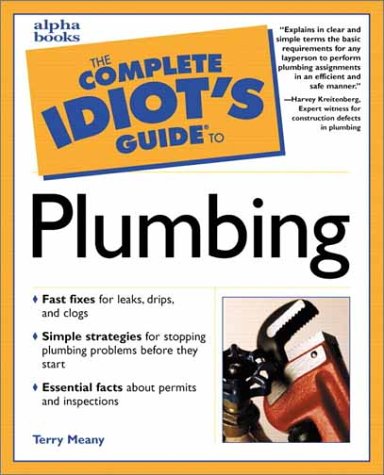 alpha
books
THE
COMPLETE
IDIOT'S
GUIDE® TO
"Explains in clear and
simple terms the basic
requirements for any
layperson to perform
plumbing assignments
in an efficient and
safe manner."
—Harvey Kreitenberg,
Expert witness for
construction defects
in plumbing
Plumbing
Fast fixes for leaks, drips,
and clogs
Simple strategies for stopping
plumbing problems before they
start
Essential facts about permits
and inspections
Terry Meany